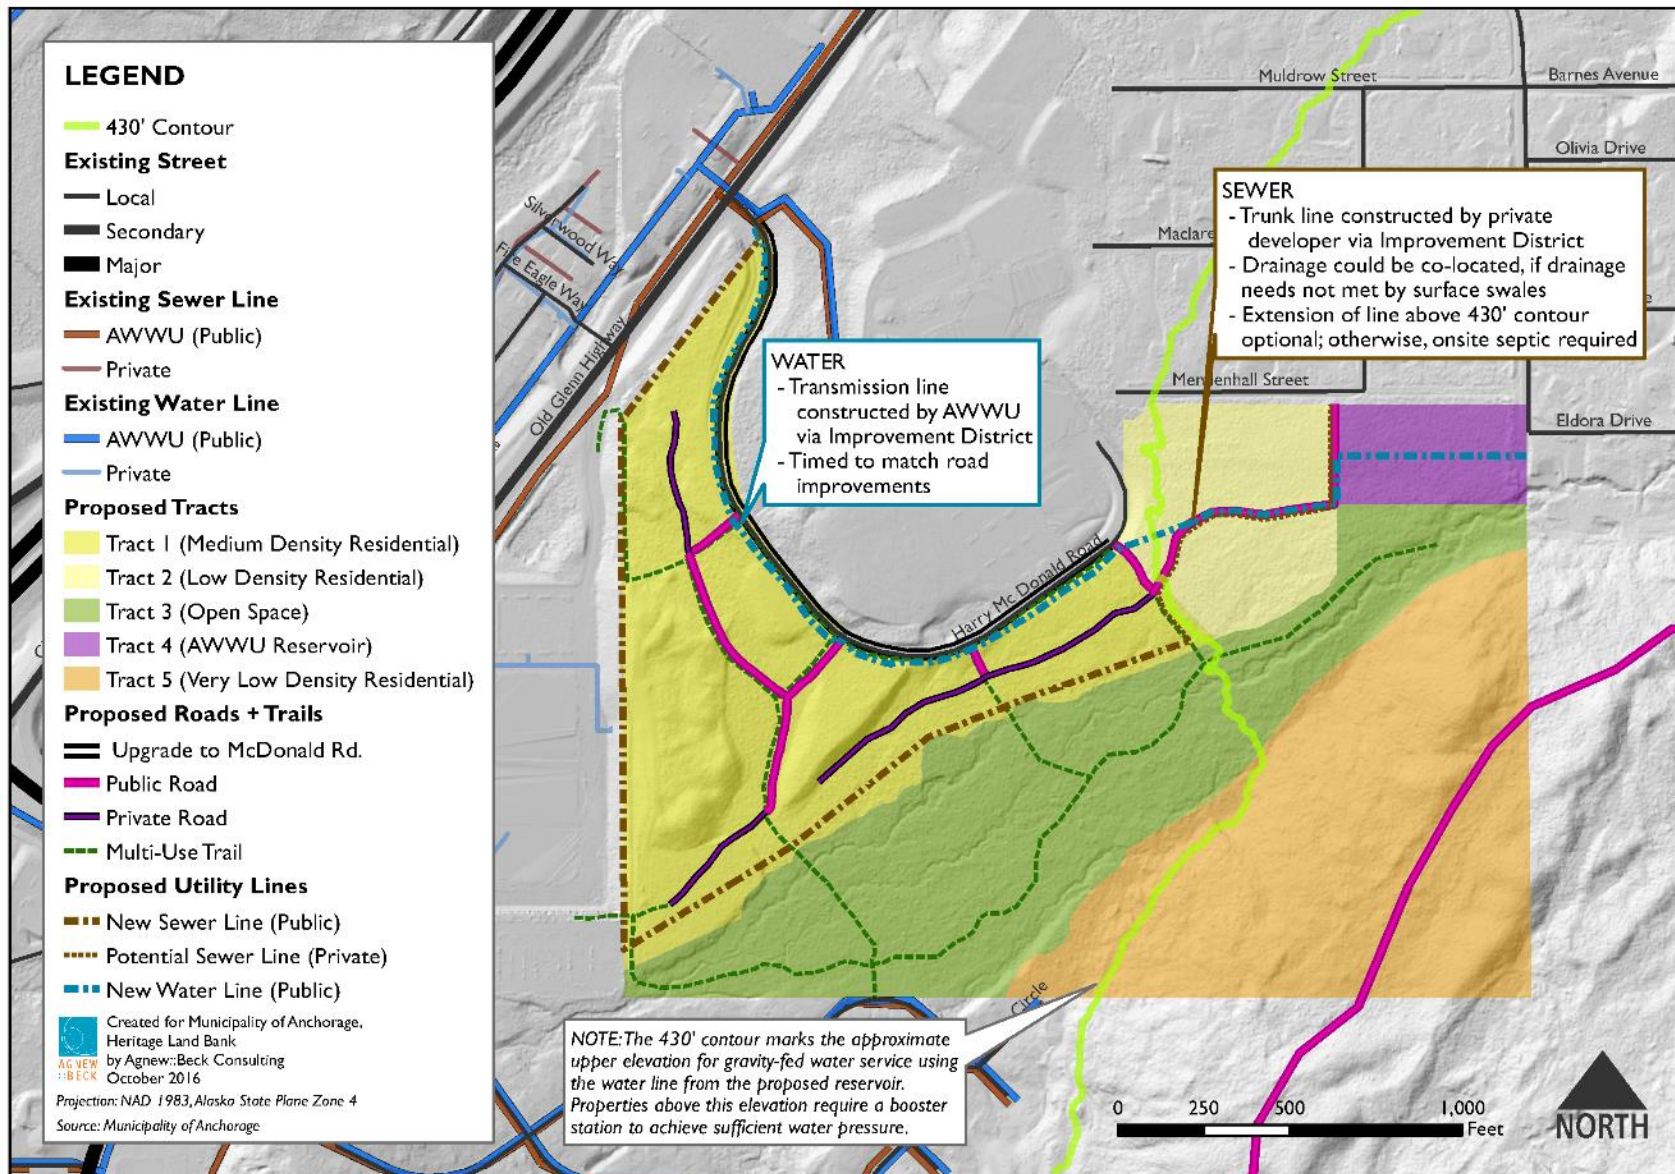 LEGEND
430' Contour
Existing Street
Local
Secondary
Major
Existing Sewer Line
AWWU (Public)
Private
Existing Water Line
AWWU (Public)
Private
Proposed Tracts
Tract 1 (Medium Density Residential)
Tract 2 (Low Density Residential)
Tract 3 (Open Space)
Tract 4 (AWWU Reservoir)
Tract 5 (Very Low Density Residential)
Proposed Roads + Trails
Upgrade to McDonald Rd.
Public Road
Private Road
Multi-Use Trail
Proposed Utility Lines
New Sewer Line (Public)
Potential Sewer Line (Private)
New Water Line (Public)
AGNEW
::BECK
Created for Municipality of Anchorage,
Heritage Land Bank
by Agnew::Beck Consulting
October 2016
Projection: NAD 1983, Alaska State Plane Zone 4
Source: Municipality of Anchorage
Silverwood Way
Fire Eagle Way
Old Glenn Highway
Muldrow Street
Barnes Avenue
Olivia Drive
SEWER
- Trunk line constructed by private
developer via Improvement District
- Drainage could be co-located, if drainage
needs not met by surface swales
- Extension of line above 430' contour
optional; otherwise, onsite septic required
Mendenhall Street
Eldora Drive
WATER
- Transmission line
constructed by AWWU
via Improvement District
- Timed to match road
improvements
Harry Mc Donald Road
Circle
NOTE: The 430' contour marks the approximate
upper elevation for gravity-fed water service using
the water line from the proposed reservoir.
Properties above this elevation require a booster
station to achieve sufficient water pressure.
0 250 500 1,000
Feet
NORTH